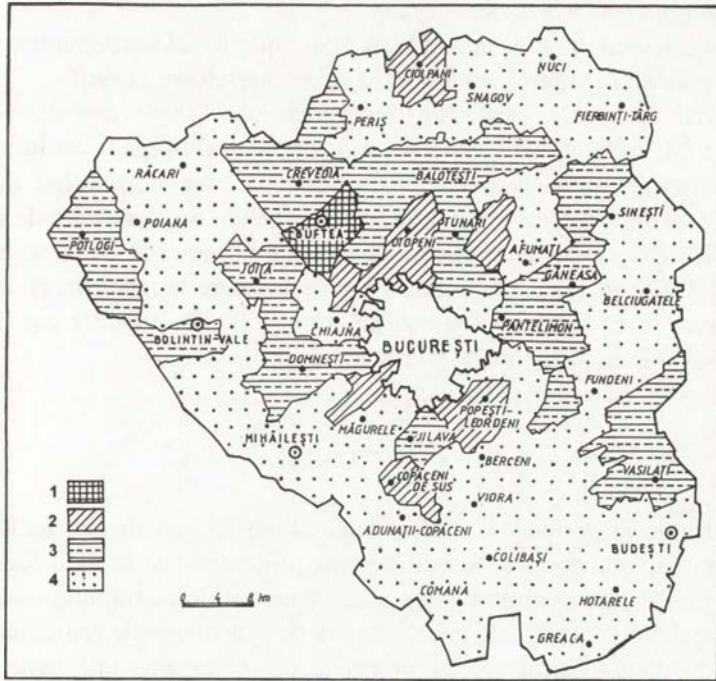 NUCI
CIOLPANI
SNAGOV
PERIȘ
FIERBINȚI-TÂRG
RĂCARI
CREVEDIA
BALOTEȘTI
SINEȘTI
POIANA
BUFTEA
POTLOGI
OTOPENI
TUNARI
AFUMAȚI
JOIȚA
GĂNEASA
BELCIUGATELE
BOLINTIN-VALE
CHIAJNA
PANTELIMON
BUCUREȘTI
DOMNEȘTI
FUNDENI
POPEȘTI-
LEORDENI
MĂGURELE
MIHĂILEȘTI
JILAVA
BERCENI
VASILAȚI
COPĂCENI
DE SUS
VIDRA
ADUNAȚII-COPĂCENI
BUDEȘTI
COLIBAȘI
COMANA
HOTARELE
GREACA
1
2
3
4
0 4 8 km